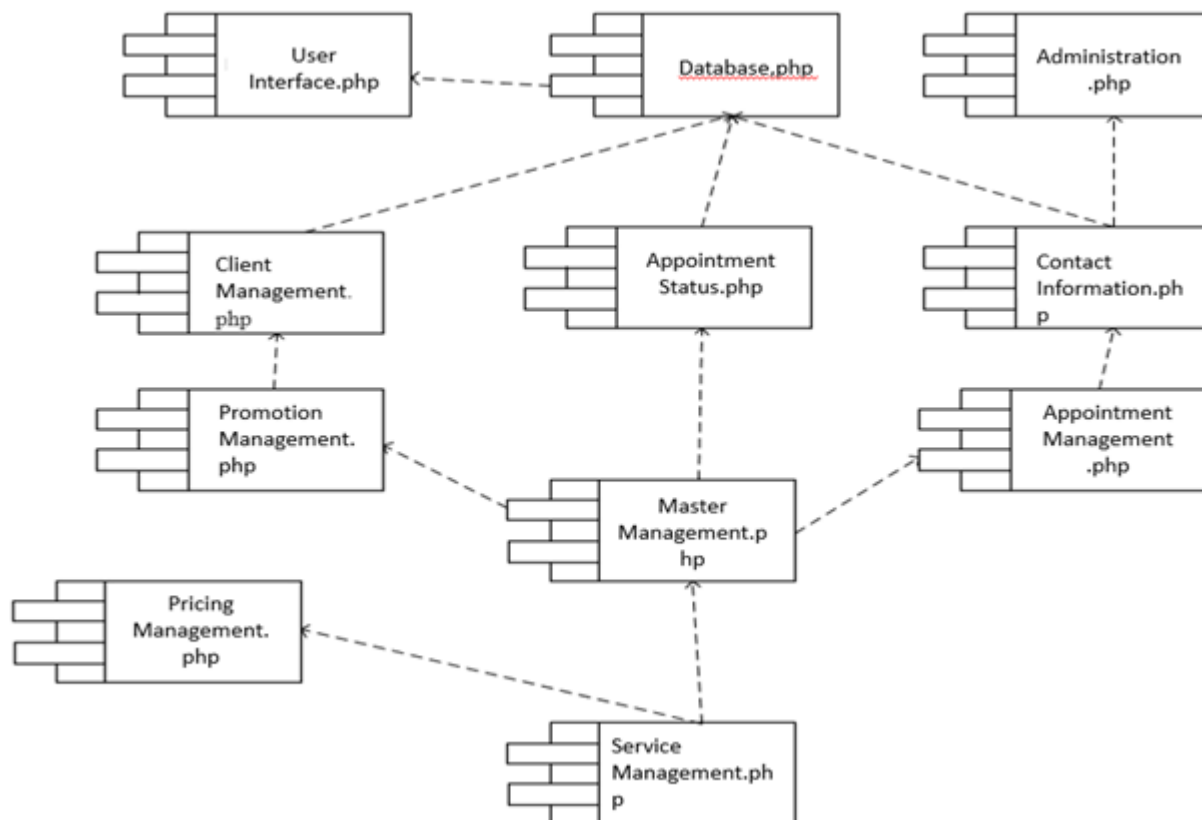 User
Interface.php
Database,php
Administration
.php
Client
Management.
php
Appointment
Status.php
Contact
Information.ph
p
Promotion
Management.
php
Appointment
Management
.php
Master
Management.p
hp
Pricing
Management.
php
Service
Management.ph
p